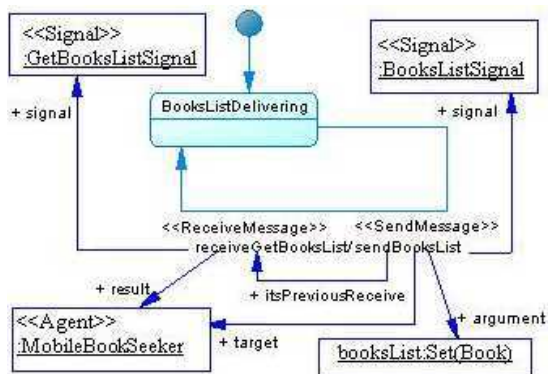 <<Signal>>
:GetBooksListSignal
<<Signal>>
:BooksListSignal
BooksListDelivering
+ signal
+ signal
<<ReceiveMessage>>
<<SendMessage>>
receiveGetBooksList/sendBooksList
+ result
+ itsPreviousReceive
<<Agent>>
:MobileBookSeeker
+ target
+ argument
booksList:Set(Book)